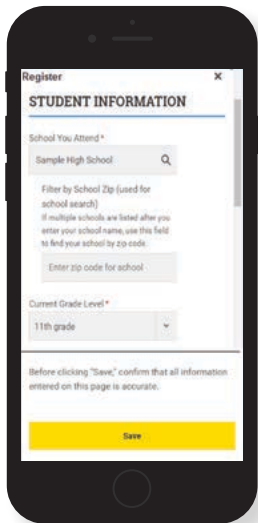 Register ×
STUDENT INFORMATION
School You Attend *
Sample High School
Filter by School Zip (used for
school search)
If multiple schools are listed after you
enter your school name, use this field
to find your school by zip code.
Enter zip code for school
Current Grade Level *
11th grade
Before clicking "Save," confirm that all information
entered on this page is accurate.
Save